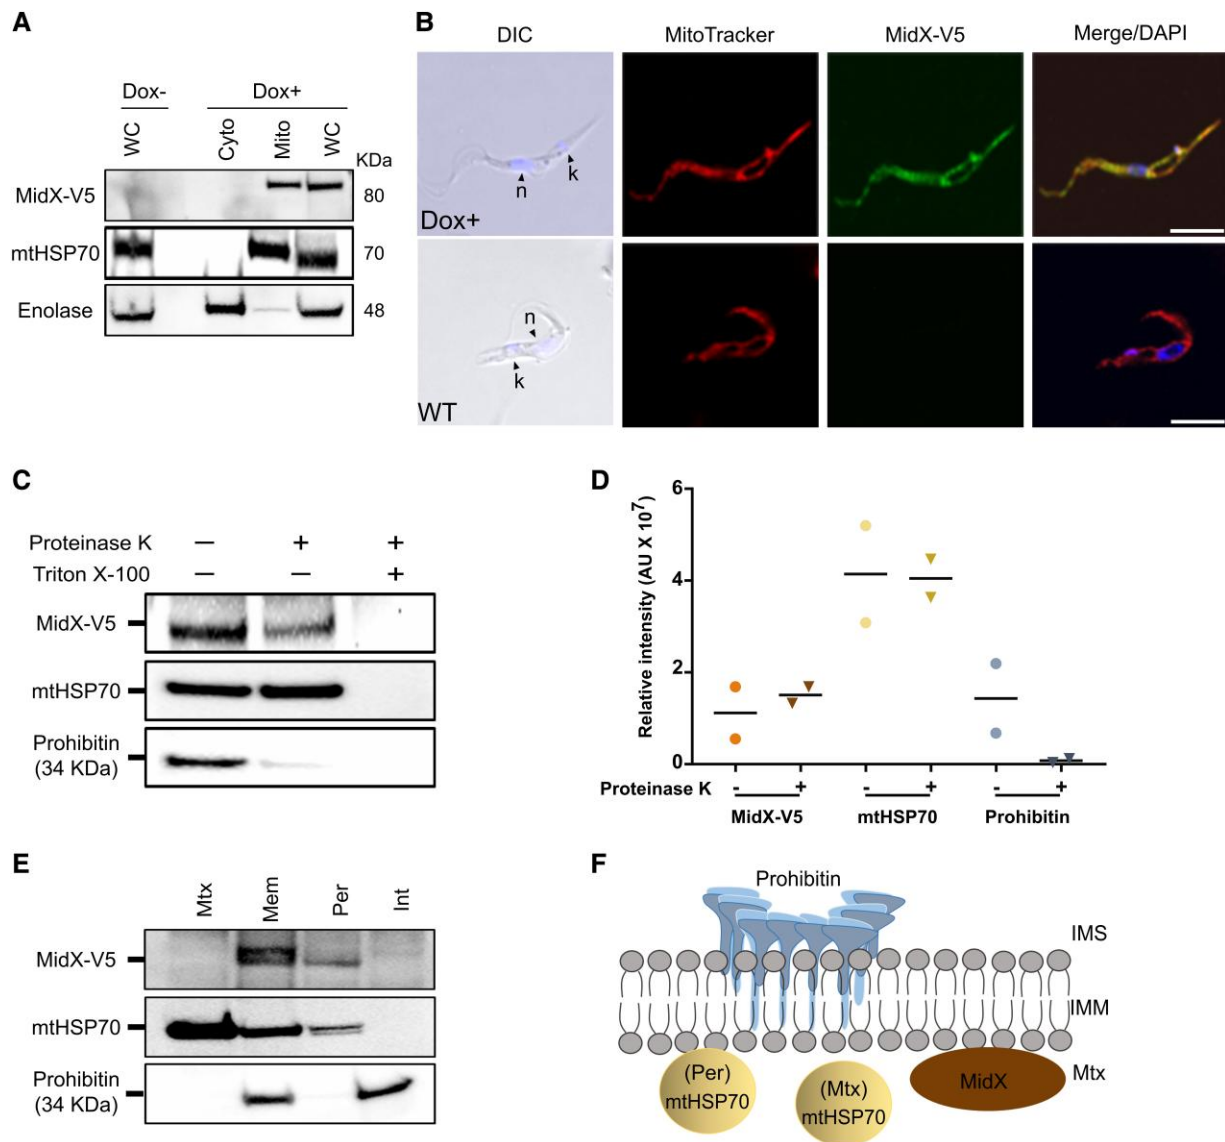 A
Dox-
Dox+
WC
Cyto
Mito
WC
KDa
MidX-V5
80
mtHSP70
70
Enolase
48
B
DIC
MitoTracker
MidX-V5
Merge/DAPI
n
k
Dox+
n
k
WT
C
Proteinase K
— + +
Triton X-100
— — +
MidX-V5
mtHSP70
Prohibitin
(34 KDa)
D
Relative intensity (AU X 10⁷)
6
4
2
0
Proteinase K
- + - + - +
MidX-V5
mtHSP70
Prohibitin
E
Mtx
Mem
Per
Int
MidX-V5
mtHSP70
Prohibitin
(34 KDa)
F
Prohibitin
IMS
IMM
Mtx
(Per)
mtHSP70
(Mtx)
mtHSP70
MidX